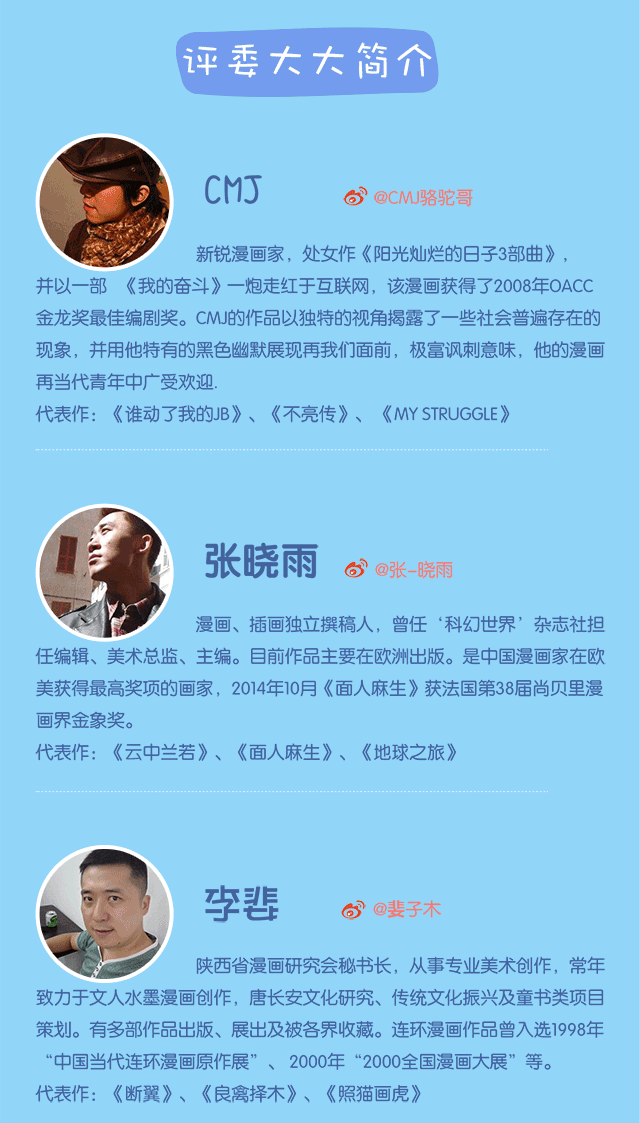 评委大大简介
CMJ @CMJ骆驼哥
新锐漫画家，处女作《阳光灿烂的日子3部曲》，
并以一部 《我的奋斗》一炮走红于互联网，该漫画获得了2008年OACC
金龙奖最佳编剧奖。CMJ的作品以独特的视角揭露了一些社会普遍存在的
现象，并用他特有的黑色幽默展现再我们面前，极富讽刺意味，他的漫画
再当代青年中广受欢迎.
代表作：《谁动了我的JB》、《不亮传》、《MY STRUGGLE》
张晓雨 @张-晓雨
漫画、插画独立撰稿人，曾任‘科幻世界’杂志社担
任编辑、美术总监、主编。目前作品主要在欧洲出版。是中国漫画家在欧
美获得最高奖项的画家，2014年10月《面人麻生》获法国第38届尚贝里漫
画界金象奖。
代表作：《云中兰若》、《面人麻生》、《地球之旅》
李裴 @裴子木
陕西省漫画研究会秘书长，从事专业美术创作，常年
致力于文人水墨漫画创作，唐长安文化研究、传统文化振兴及童书类项目
策划。有多部作品出版、展出及被各界收藏。连环漫画作品曾入选1998年
“中国当代连环漫画原作展”、2000年“2000全国漫画大展”等。
代表作：《断翼》、《良禽择木》、《照猫画虎》